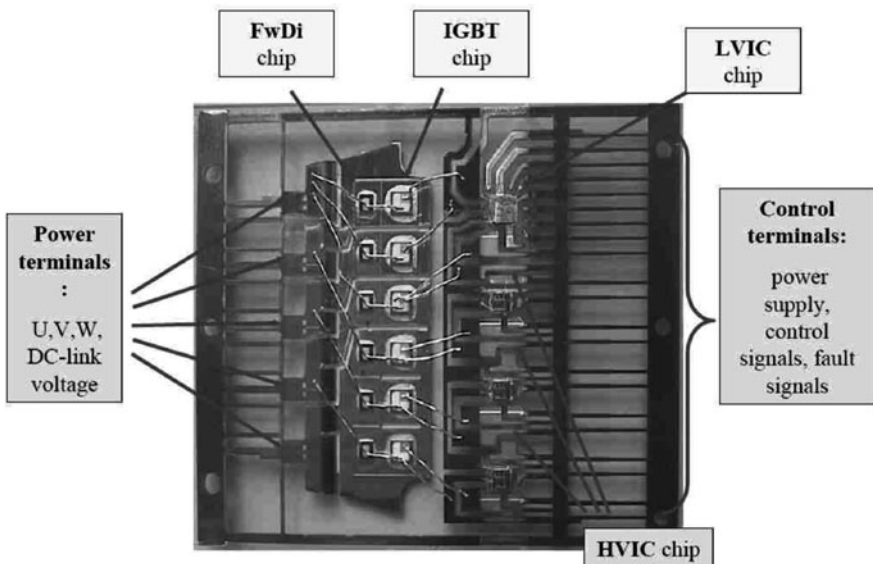 FwDi
chip
IGBT
chip
LVIC
chip
Power
terminals
:
U,V,W,
DC-link
voltage
Control
terminals:
power
supply,
control
signals, fault
signals
HVIC chip